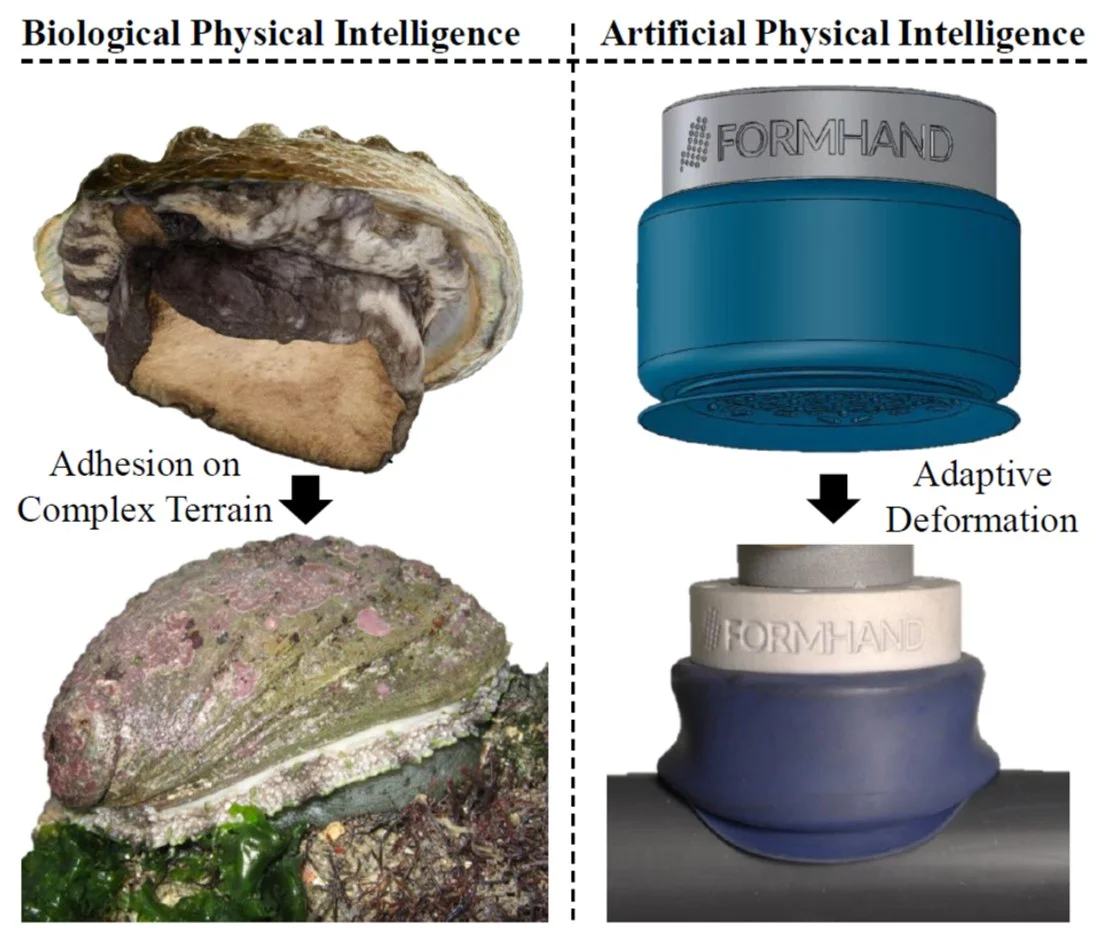 Biological Physical Intelligence
Artificial Physical Intelligence
FORMHAND
Adhesion on
Complex Terrain
Adaptive
Deformation
FORMHAND